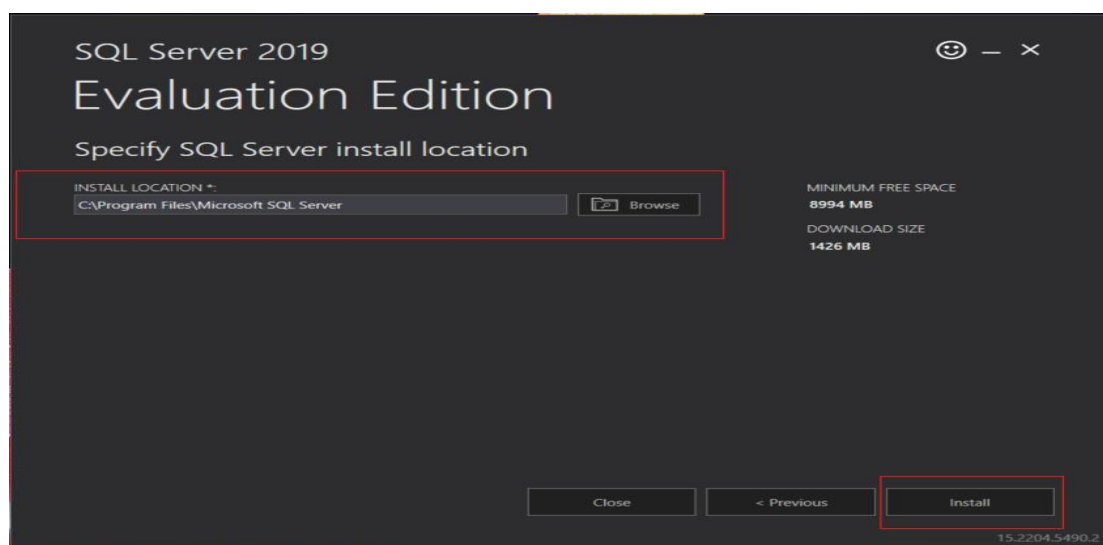 SQL Server 2019
Evaluation Edition
Specify SQL Server install location
INSTALL LOCATION *:
C:\Program Files\Microsoft SQL Server
Browse
MINIMUM FREE SPACE
8994 MB
DOWNLOAD SIZE
1426 MB
Close
< Previous
Install
15.2204.5490.2